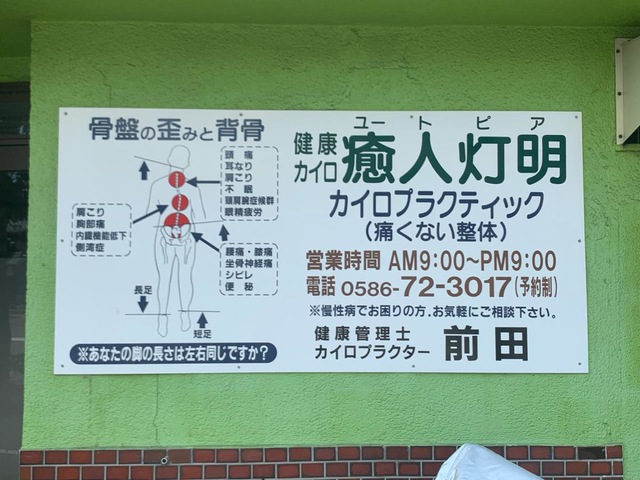 骨盤の歪みと背骨
頭痛
耳なり
肩こり
不眠
頸肩腕症候群
眼精疲労
肩こり
胸部痛
内臓機能低下
側湾症
腰痛・膝痛
坐骨神経痛
シビレ
便秘
長足
短足
※あなたの脚の長さは左右同じですか?
ユートピア
健康
カイロ
癒人灯明
カイロプラクティック
(痛くない整体)
営業時間 AM9:00~PM9:00
電話 0586-72-3017(予約制)
※慢性病でお困りの方、お気軽にご相談下さい。
健康管理士
カイロプラクター
前田